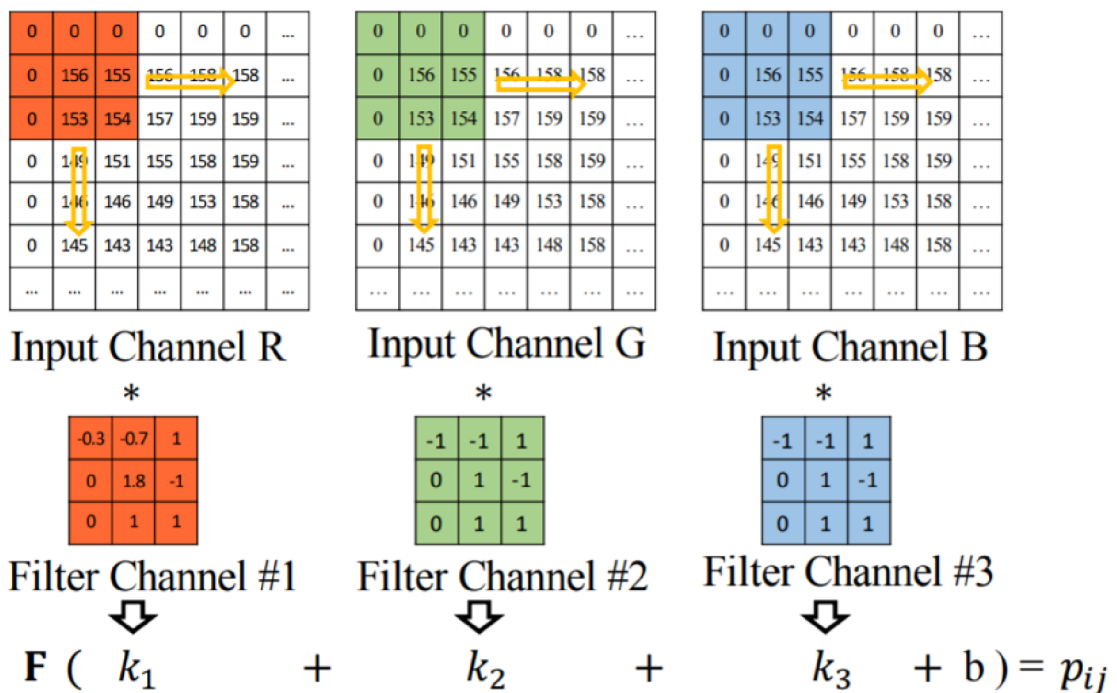 0 0 0 0 0 0 ... 0 0 0 0 0 0 ... 0 0 0 0 0 0 ...
0 156 155 156 158 158 ... 0 156 155 156 158 158 ... 0 156 155 156 158 158 ...
0 153 154 157 159 159 ... 0 153 154 157 159 159 ... 0 153 154 157 159 159 ...
0 149 151 155 158 159 ... 0 149 151 155 158 159 ... 0 149 151 155 158 159 ...
0 146 146 149 153 158 ... 0 146 146 149 153 158 ... 0 146 146 149 153 158 ...
0 145 143 143 148 158 ... 0 145 143 143 148 158 ... 0 145 143 143 148 158 ...
... ... ... ... ... ... ... ... ... ... ... ... ... ... ... ... ... ... ... ... ...
Input Channel R Input Channel G Input Channel B
* * *
-0.3 -0.7 1 -1 -1 1 -1 -1 1
0 1.8 -1 0 1 -1 0 1 -1
0 1 1 0 1 1 0 1 1
Filter Channel #1 Filter Channel #2 Filter Channel #3
F ( k₁ + k₂ + k₃ + b ) = pᵢⱼ